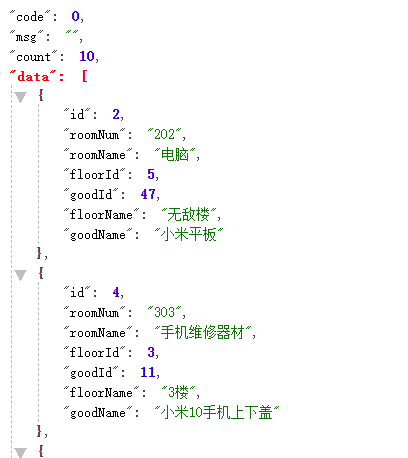 "code": 0,
"msg": "",
"count": 10,
"data": [
{
"id": 2,
"roomNum": "202",
"roomName": "电脑",
"floorId": 5,
"goodId": 47,
"floorName": "无敌楼",
"goodName": "小米平板"
},
{
"id": 4,
"roomNum": "303",
"roomName": "手机维修器材",
"floorId": 3,
"goodId": 11,
"floorName": "3楼",
"goodName": "小米10手机上下盖"
},
{